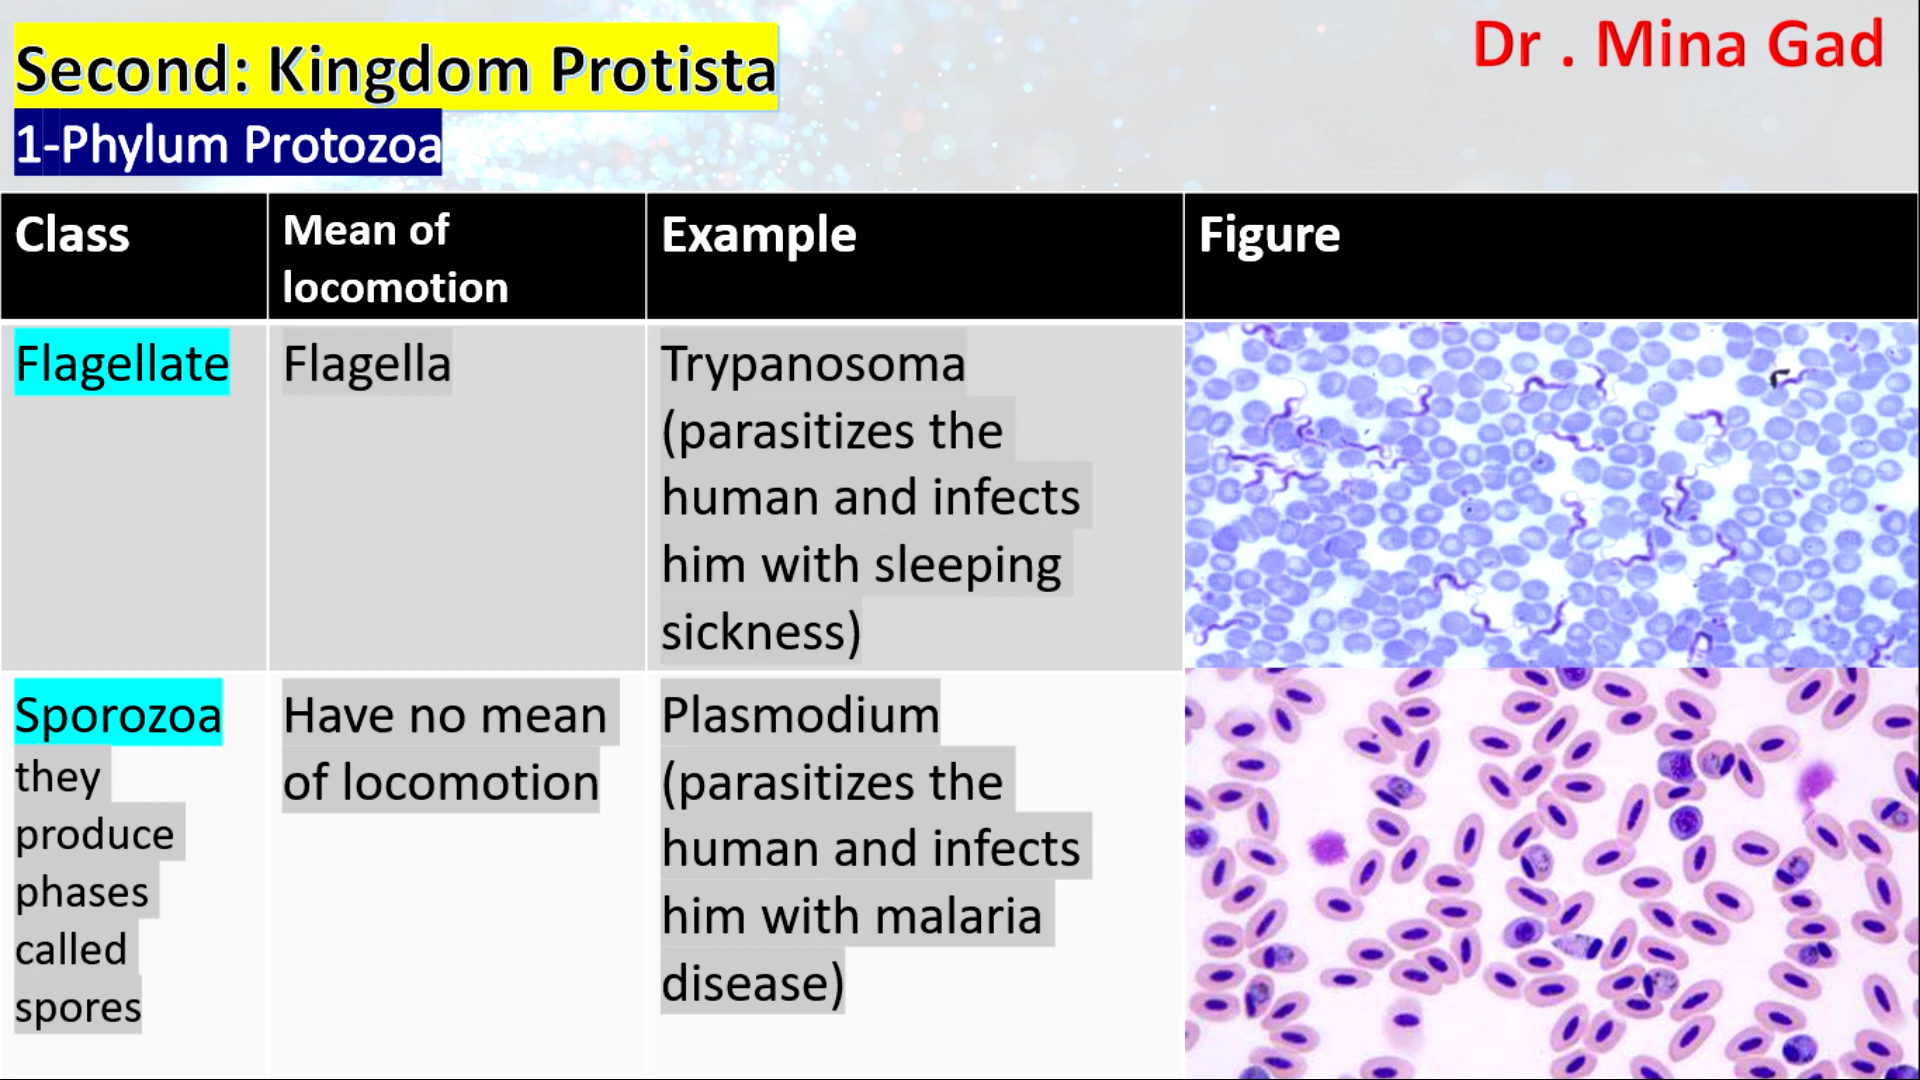 Second: Kingdom Protista
Dr . Mina Gad
1-Phylum Protozoa
Class
Mean of
locomotion
Example
Figure
Flagellate
Flagella
Trypanosoma
(parasitizes the
human and infects
him with sleeping
sickness)
Sporozoa
they
produce
phases
called
spores
Have no mean
of locomotion
Plasmodium
(parasitizes the
human and infects
him with malaria
disease)